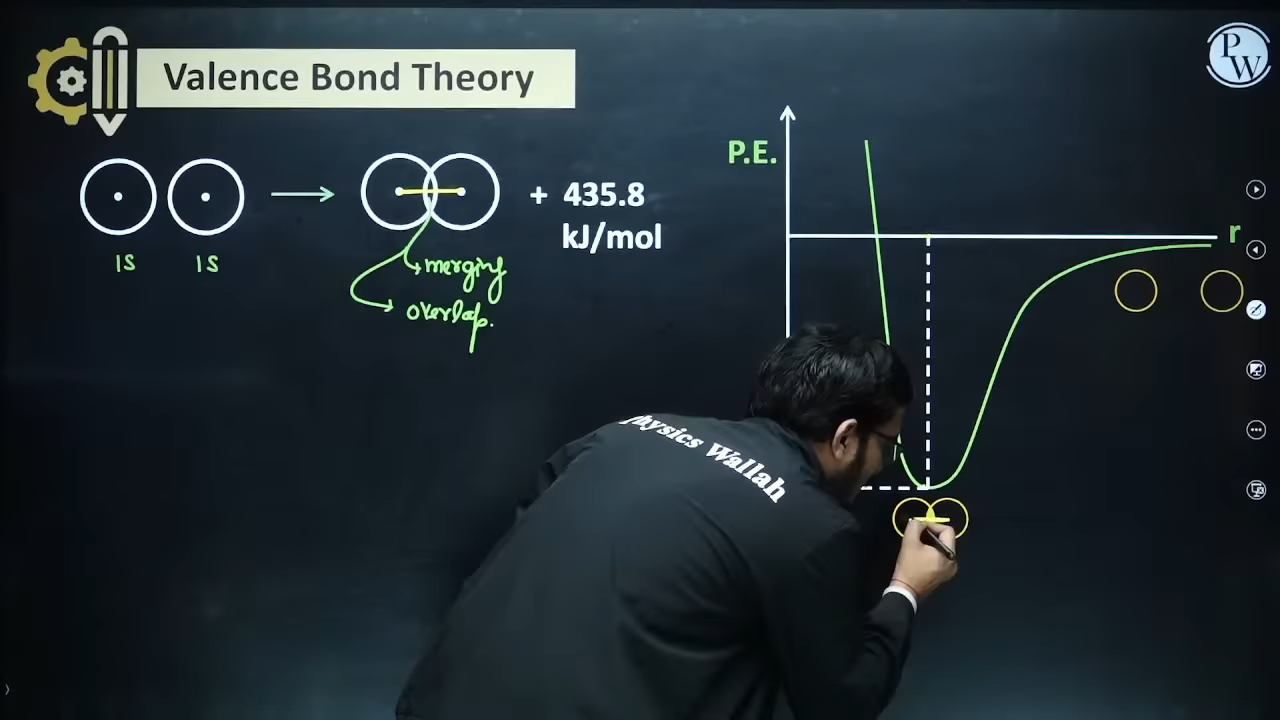 Valence Bond Theory
PW
P.E.
r
+ 435.8
kJ/mol
1S 1S
merging
overlap.
Physics Wallah